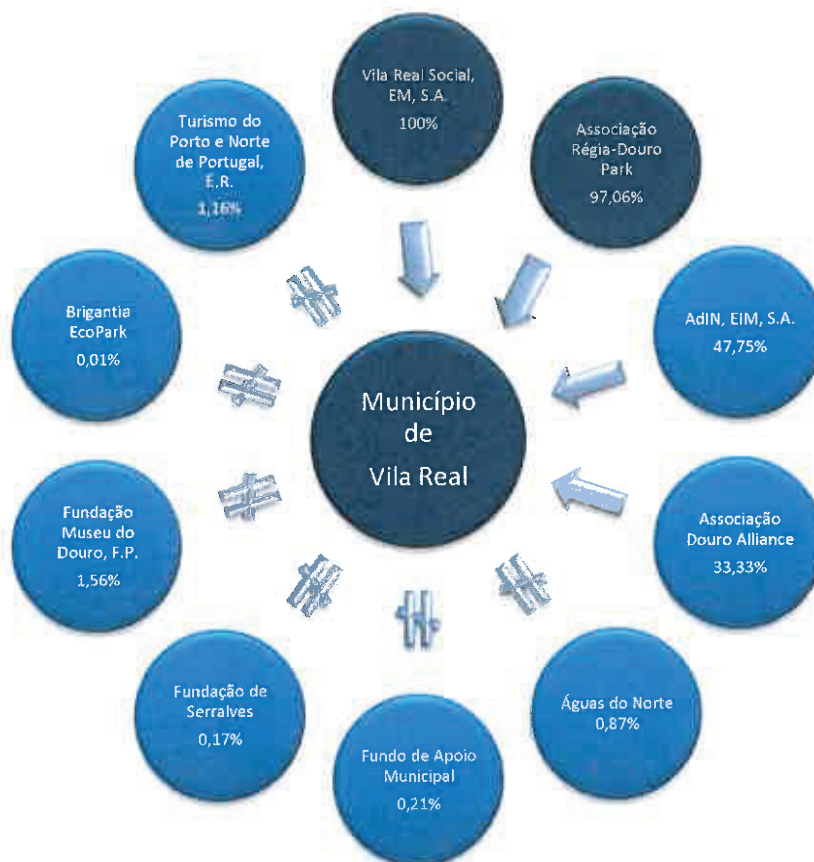 Vila Real Social,
EM, S.A.
100%
Associação
Régia-Douro
Park
97,06%
AdIN, EIM, S.A.
47,75%
Associação
Douro Alliance
33,33%
Águas do Norte
0,87%
Fundo de Apoio
Municipal
0,21%
Fundação de
Serralves
0,17%
Fundação
Museu do
Douro, F.P.
1,56%
Brigantia
EcoPark
0,01%
Turismo do
Porto e Norte
de Portugal,
E.R.
1,16%
Município
de
Vila Real